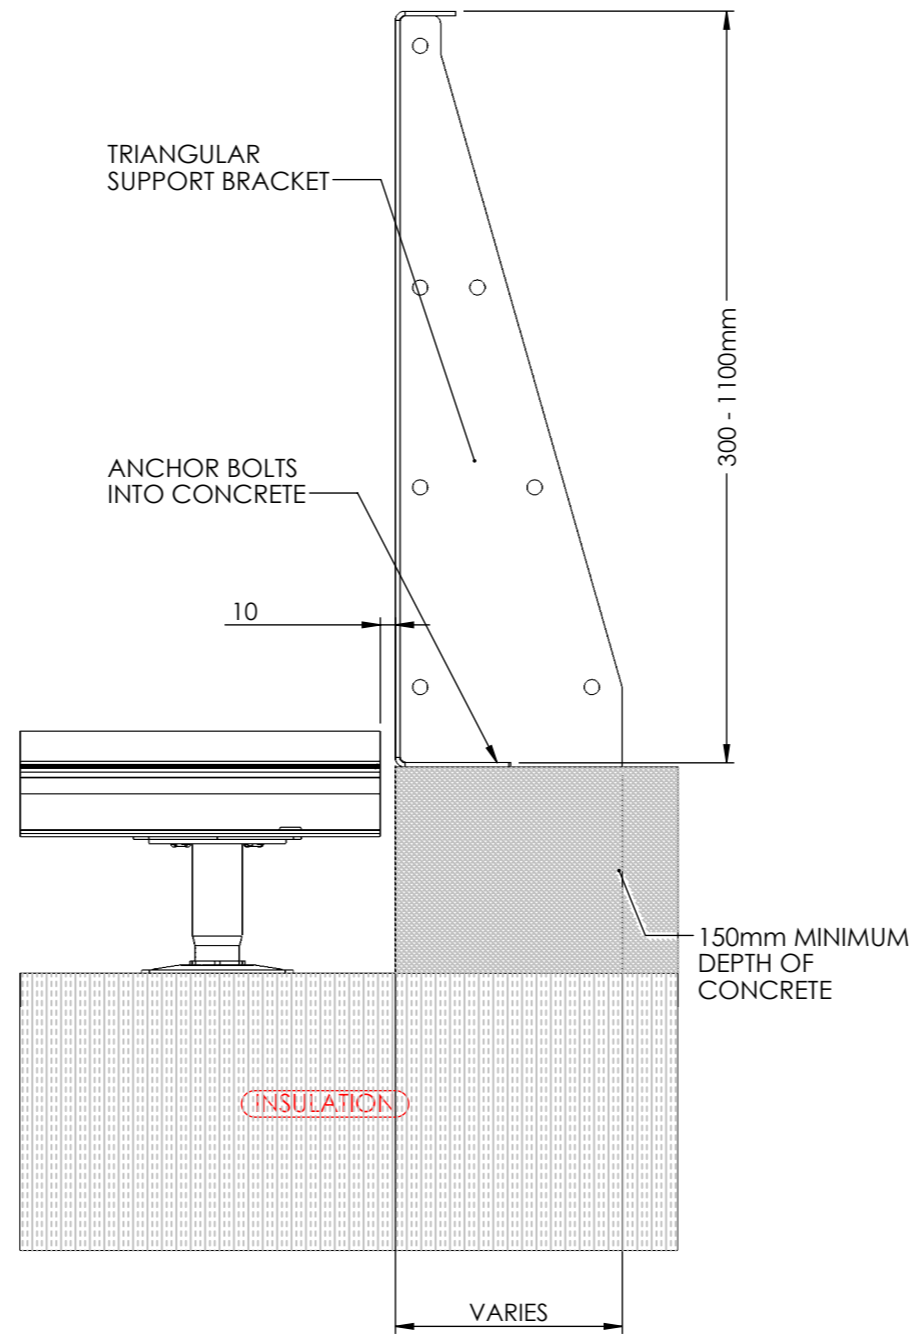 TRIANGULAR
SUPPORT BRACKET
300 - 1100mm
ANCHOR BOLTS
INTO CONCRETE
10
150mm MINIMUM
DEPTH OF
CONCRETE
INSULATION
VARIES